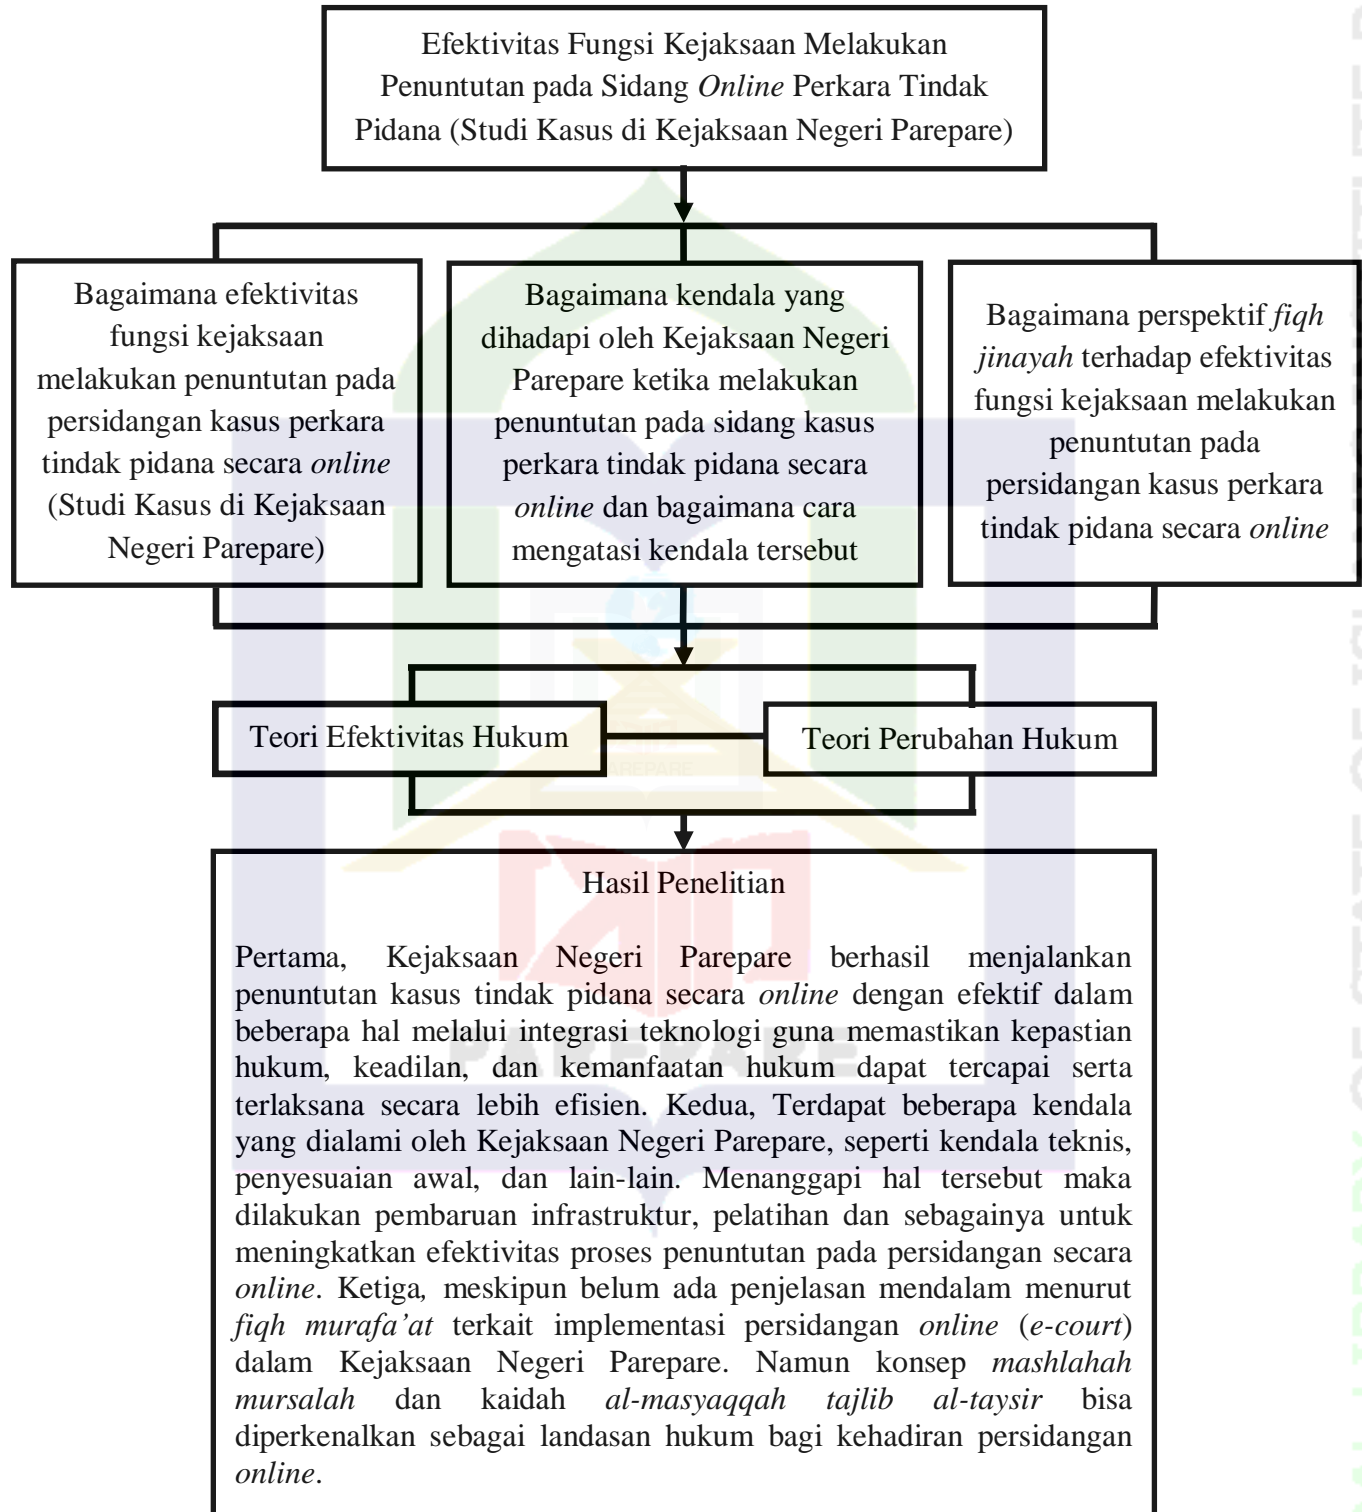 Efektivitas Fungsi Kejaksaan Melakukan
Penuntutan pada Sidang Online Perkara Tindak
Pidana (Studi Kasus di Kejaksaan Negeri Parepare)
Bagaimana efektivitas
fungsi kejaksaan
melakukan penuntutan pada
persidangan kasus perkara
tindak pidana secara online
(Studi Kasus di Kejaksaan
Negeri Parepare)
Bagaimana kendala yang
dihadapi oleh Kejaksaan Negeri
Parepare ketika melakukan
penuntutan pada sidang kasus
perkara tindak pidana secara
online dan bagaimana cara
mengatasi kendala tersebut
Bagaimana perspektif fiqh
jinayah terhadap efektivitas
fungsi kejaksaan melakukan
penuntutan pada
persidangan kasus perkara
tindak pidana secara online
Teori Efektivitas Hukum
Teori Perubahan Hukum
PAREPARE
Hasil Penelitian
Pertama, Kejaksaan Negeri Parepare berhasil menjalankan
penuntutan kasus tindak pidana secara online dengan efektif dalam
beberapa hal melalui integrasi teknologi guna memastikan kepastian
hukum, keadilan, dan kemanfaatan hukum dapat tercapai serta
terlaksana secara lebih efisien. Kedua, Terdapat beberapa kendala
yang dialami oleh Kejaksaan Negeri Parepare, seperti kendala teknis,
penyesuaian awal, dan lain-lain. Menanggapi hal tersebut maka
dilakukan pembaruan infrastruktur, pelatihan dan sebagainya untuk
meningkatkan efektivitas proses penuntutan pada persidangan secara
online. Ketiga, meskipun belum ada penjelasan mendalam menurut
fiqh murafa’at terkait implementasi persidangan online (e-court)
dalam Kejaksaan Negeri Parepare. Namun konsep mashlahah
mursalah dan kaidah al-masyaqqah tajlib al-taysir bisa
diperkenalkan sebagai landasan hukum bagi kehadiran persidangan
online.
PAREPARE